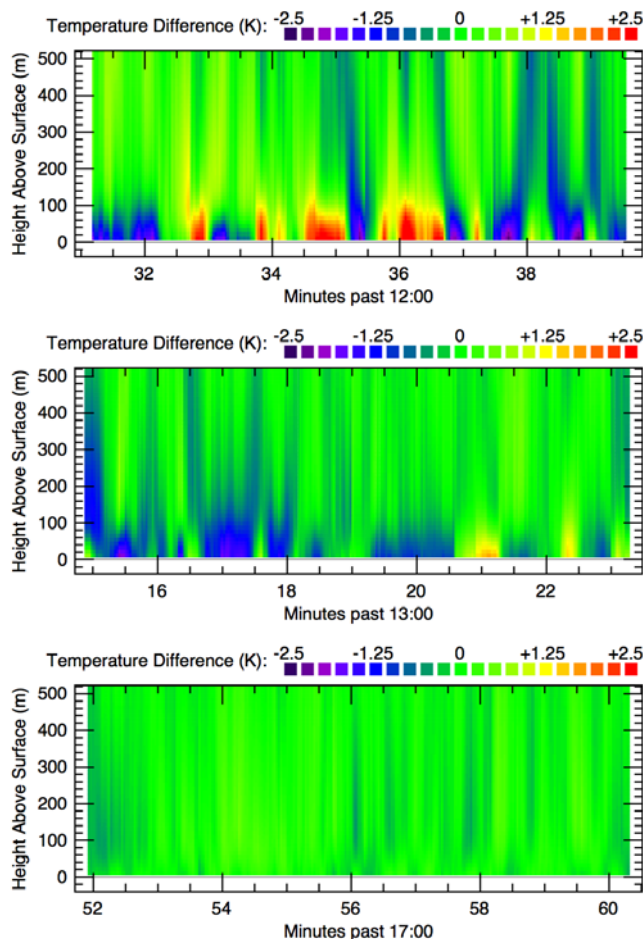 Temperature Difference (K): -2.5 -1.25 0 +1.25 +2.5
Height Above Surface (m)
500
400
300
200
100
0
32 34 36 38
Minutes past 12:00
Temperature Difference (K): -2.5 -1.25 0 +1.25 +2.5
Height Above Surface (m)
500
400
300
200
100
0
16 18 20 22
Minutes past 13:00
Temperature Difference (K): -2.5 -1.25 0 +1.25 +2.5
Height Above Surface (m)
500
400
300
200
100
0
52 54 56 58 60
Minutes past 17:00